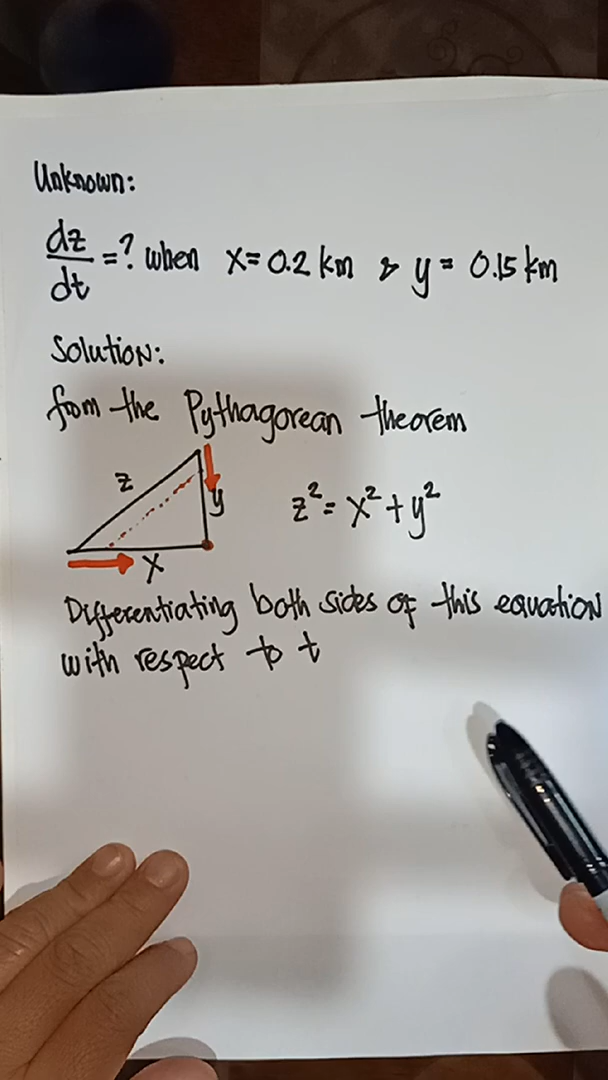 Unknown:
dz/dt = ? when x = 0.2 km & y = 0.15 km
Solution:
from the Pythagorean theorem
z
y
z² = x² + y²
x
Differentiating both sides of this equation
with respect to t